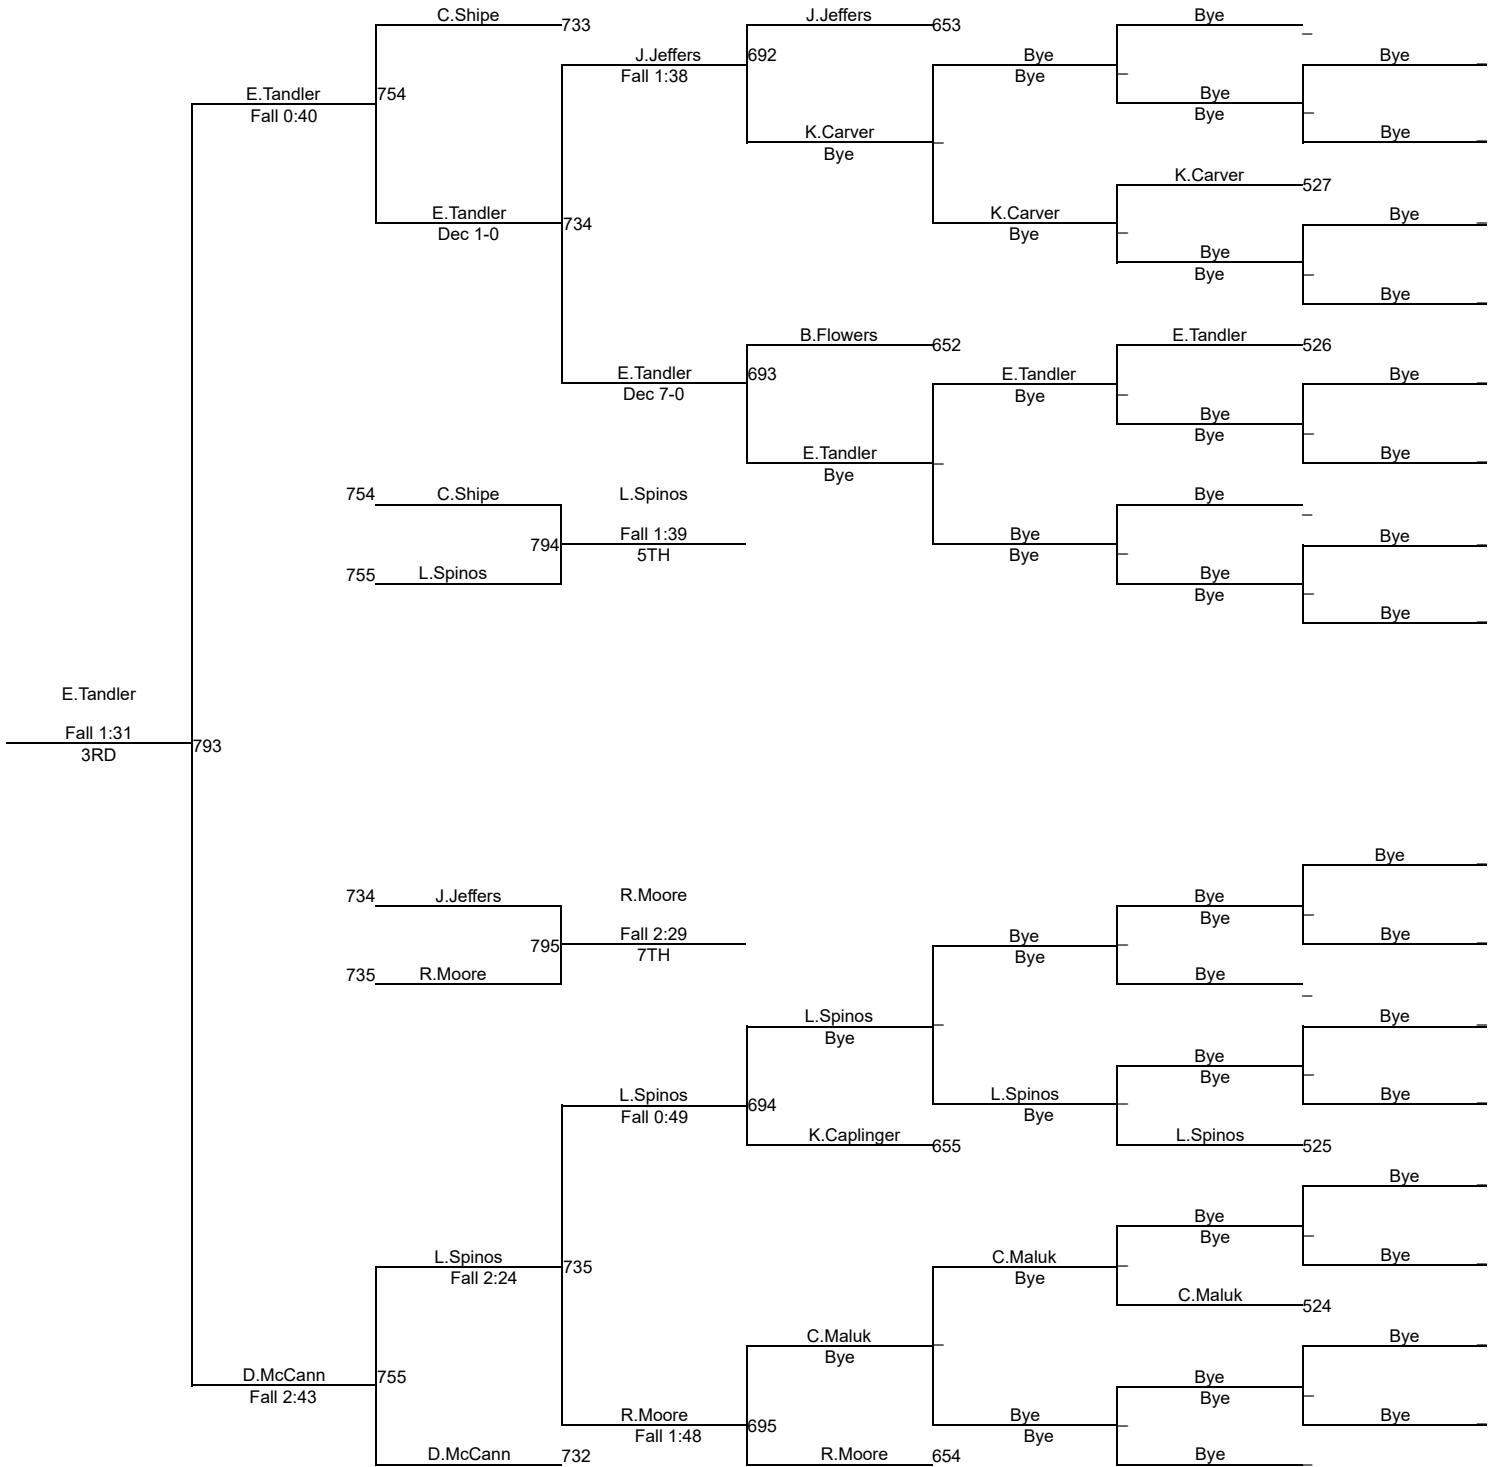 C.Shipe
733
J.Jeffers
653
Bye
J.Jeffers
Fall 1:38
692
Bye
Bye
Bye
E.Tandler
Fall 0:40
754
Bye
Bye
K.Carver
Bye
Bye
K.Carver
527
E.Tandler
Dec 1-0
734
K.Carver
Bye
Bye
Bye
Bye
Bye
B.Flowers
652
E.Tandler
526
E.Tandler
Dec 7-0
693
E.Tandler
Bye
Bye
Bye
Bye
E.Tandler
Bye
Bye
754
C.Shipe
L.Spinos
Bye
794
Fall 1:39
5TH
Bye
Bye
Bye
755
L.Spinos
Bye
Bye
Bye
E.Tandler
Fall 1:31
3RD
793
Bye
734
J.Jeffers
R.Moore
Bye
Bye
795
Fall 2:29
7TH
Bye
Bye
Bye
735
R.Moore
Bye
L.Spinos
Bye
Bye
Bye
Bye
L.Spinos
Fall 0:49
694
L.Spinos
Bye
Bye
K.Caplinger
655
L.Spinos
525
Bye
Bye
Bye
L.Spinos
Fall 2:24
735
C.Maluk
Bye
Bye
C.Maluk
524
C.Maluk
Bye
Bye
D.McCann
Fall 2:43
755
Bye
Bye
R.Moore
Fall 1:48
695
Bye
Bye
Bye
D.McCann
732
R.Moore
654
Bye